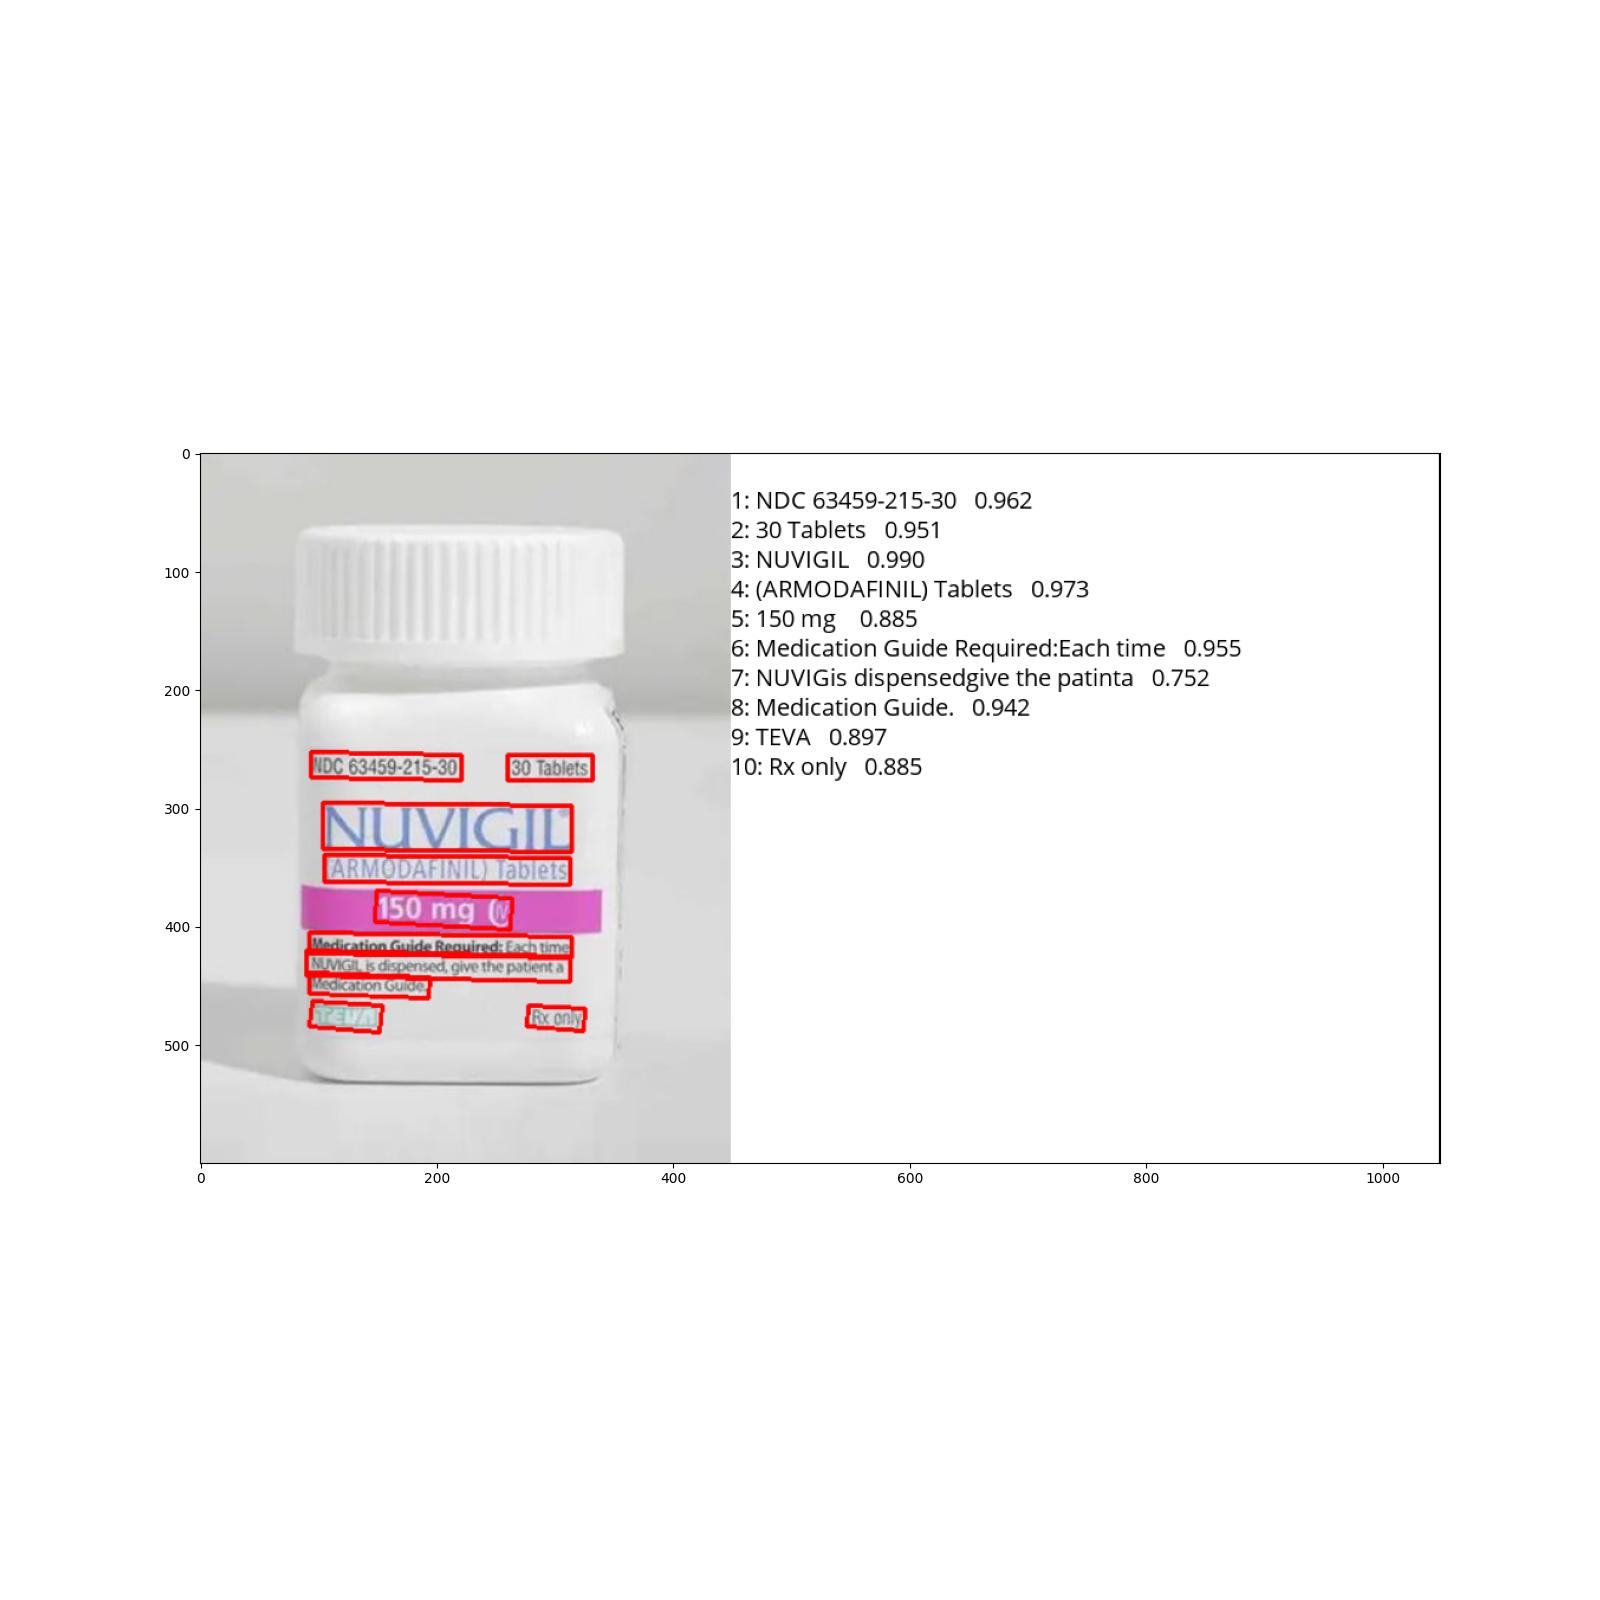 0
100
200
300
400
500
0 200 400 600 800 1000
NDC 63459-215-30 30 Tablets
NUVIGIL®
(ARMODAFINIL) Tablets
150 mg
Medication Guide Required: Each time
NUVIGIL is dispensed, give the patient a
Medication Guide.
TEVA Rx only
1: NDC 63459-215-30 0.962
2: 30 Tablets 0.951
3: NUVIGIL 0.990
4: (ARMODAFINIL) Tablets 0.973
5: 150 mg 0.885
6: Medication Guide Required:Each time 0.955
7: NUVIGis dispensedgive the patinta 0.752
8: Medication Guide. 0.942
9: TEVA 0.897
10: Rx only 0.885